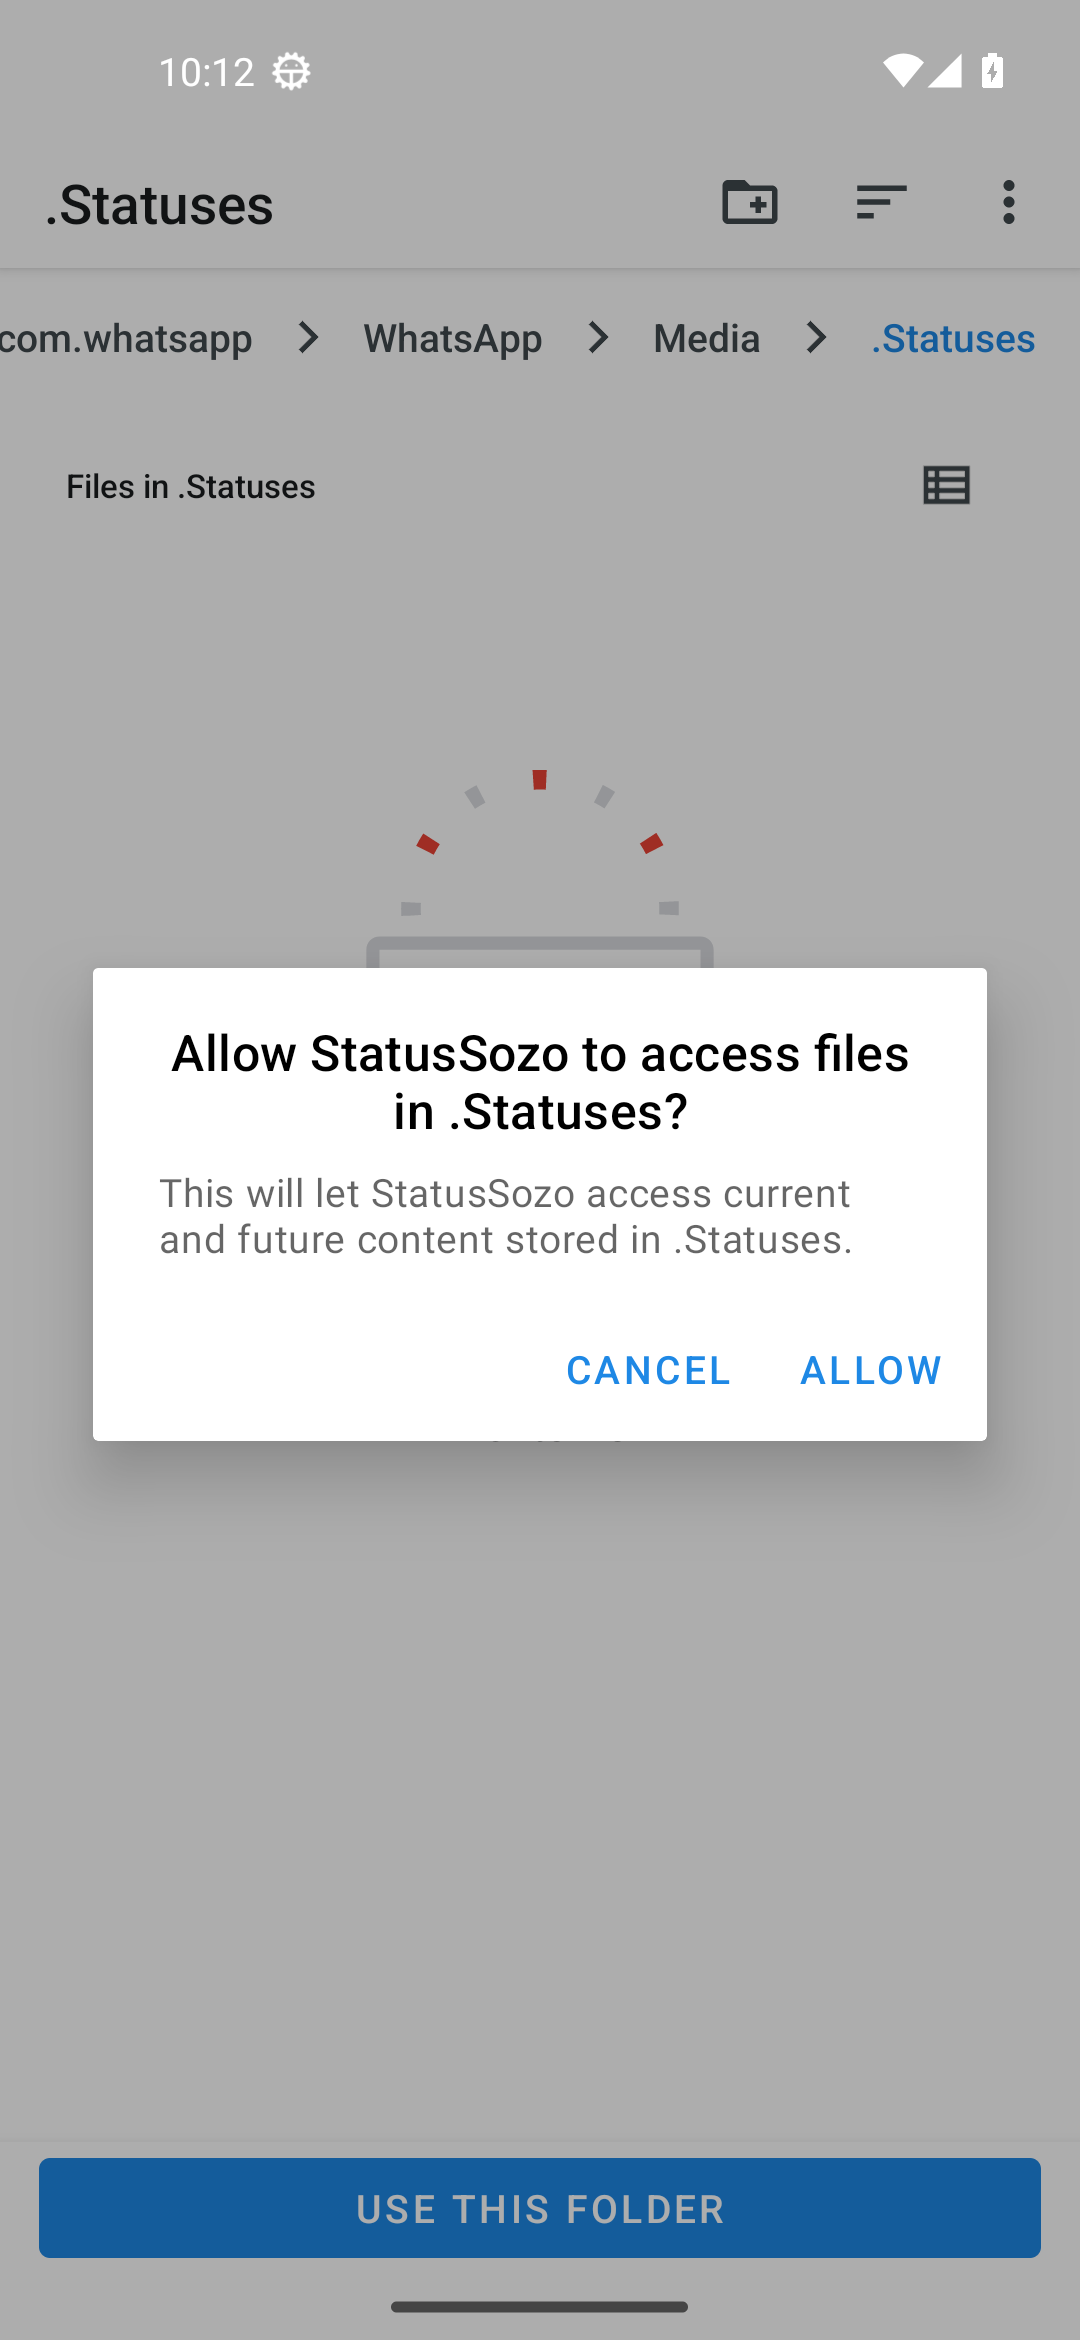 10:12
.Statuses
com.whatsapp > WhatsApp > Media > .Statuses
Files in .Statuses
Allow StatusSozo to access files
in .Statuses?
This will let StatusSozo access current
and future content stored in .Statuses.
CANCEL ALLOW
USE THIS FOLDER